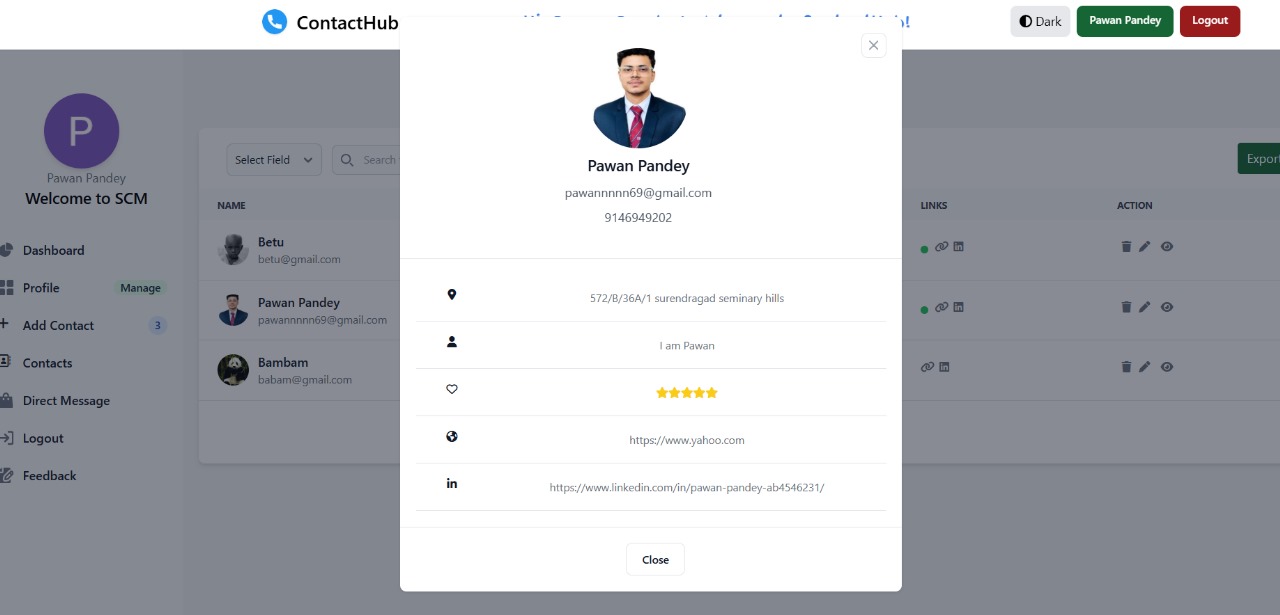 ContactHub
Dark
Pawan Pandey
Logout
P
Pawan Pandey
Welcome to SCM
Dashboard
Profile
Manage
Add Contact
3
Contacts
Direct Message
Logout
Feedback
Select Field
Search
Export
NAME
LINKS
ACTION
Betu
betu@gmail.com
Pawan Pandey
pawannnnn69@gmail.com
Bambam
babam@gmail.com
Pawan Pandey
pawannnnn69@gmail.com
9146949202
572/B/36A/1 surendragad seminary hills
I am Pawan
https://www.yahoo.com
in
https://www.linkedin.com/in/pawan-pandey-ab4546231/
Close